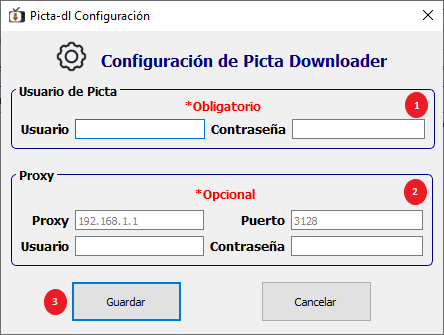 Picta-dl Configuración
Configuración de Picta Downloader
Usuario de Picta
*Obligatorio
1
Usuario
Contraseña
Proxy
*Opcional
2
Proxy 192.168.1.1 Puerto 3128
Usuario
Contraseña
3 Guardar Cancelar